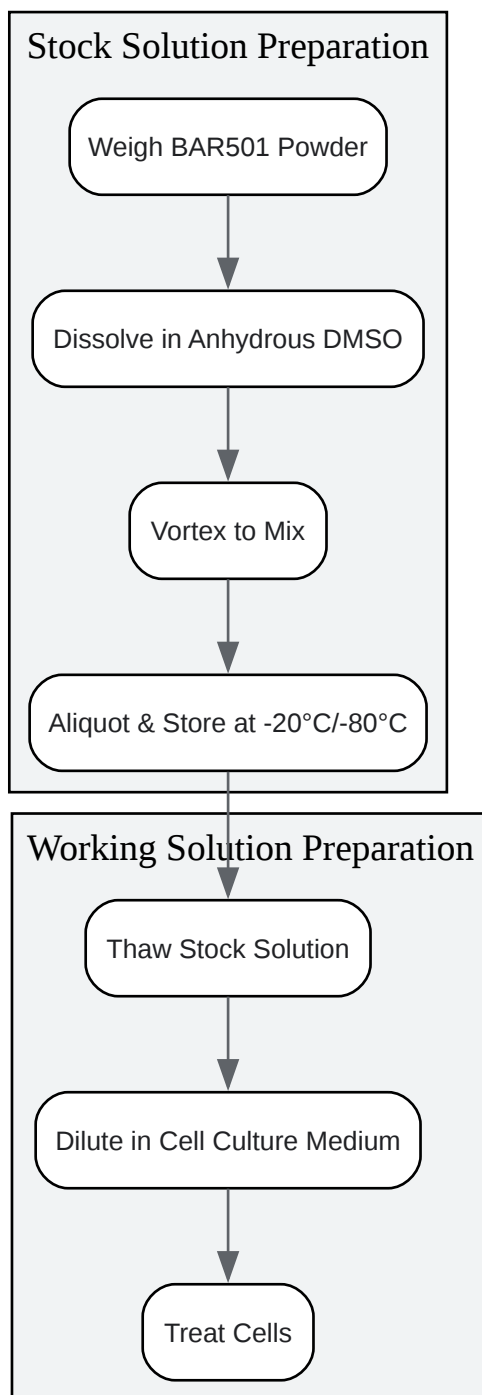 Stock Solution Preparation
Weigh BAR501 Powder
Dissolve in Anhydrous DMSO
Vortex to Mix
Aliquot & Store at -20°C/-80°C
Working Solution Preparation
Thaw Stock Solution
Dilute in Cell Culture Medium
Treat Cells